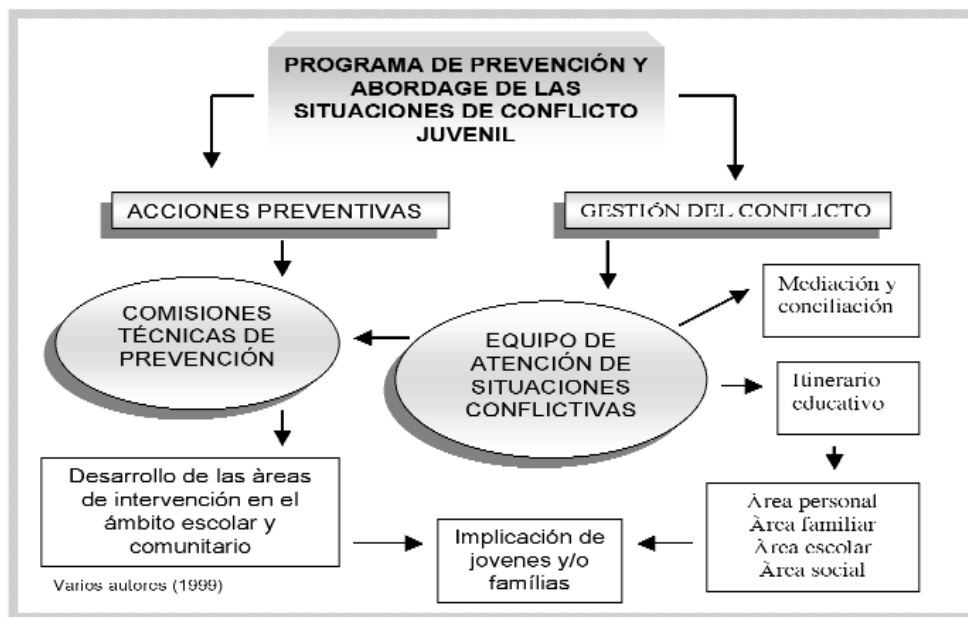 PROGRAMA DE PREVENCIÓN Y
ABORDAGE DE LAS
SITUACIONES DE CONFLICTO
JUVENIL
ACCIONES PREVENTIVAS
GESTIÓN DEL CONFLICTO
COMISIONES
TÉCNICAS DE
PREVENCIÓN
EQUIPO DE
ATENCIÓN DE
SITUACIONES
CONFLICTIVAS
Mediación y
conciliación
Itinerario
educativo
Desarrollo de las àreas
de intervención en el
ámbito escolar y
comunitario
Implicación de
jovenes y/o
famílias
Àrea personal
Àrea familiar
Àrea escolar
Àrea social
Varios autores (1999)